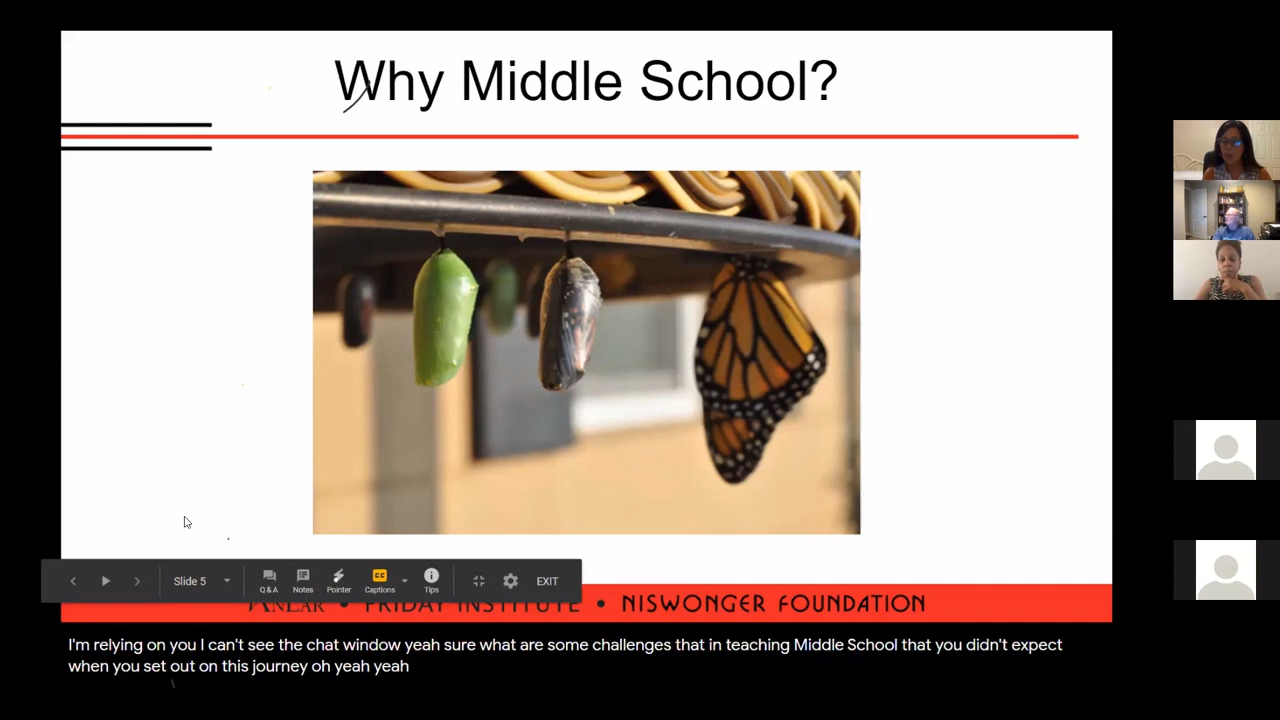 Why Middle School?
Slide 5
Q & A
Notes
Pointer
Captions
Tips
EXIT
• FRIDAY INSTITUTE • NISWONGER FOUNDATION
I'm relying on you I can't see the chat window yeah sure what are some challenges that in teaching Middle School that you didn't expect
when you set out on this journey oh yeah yeah